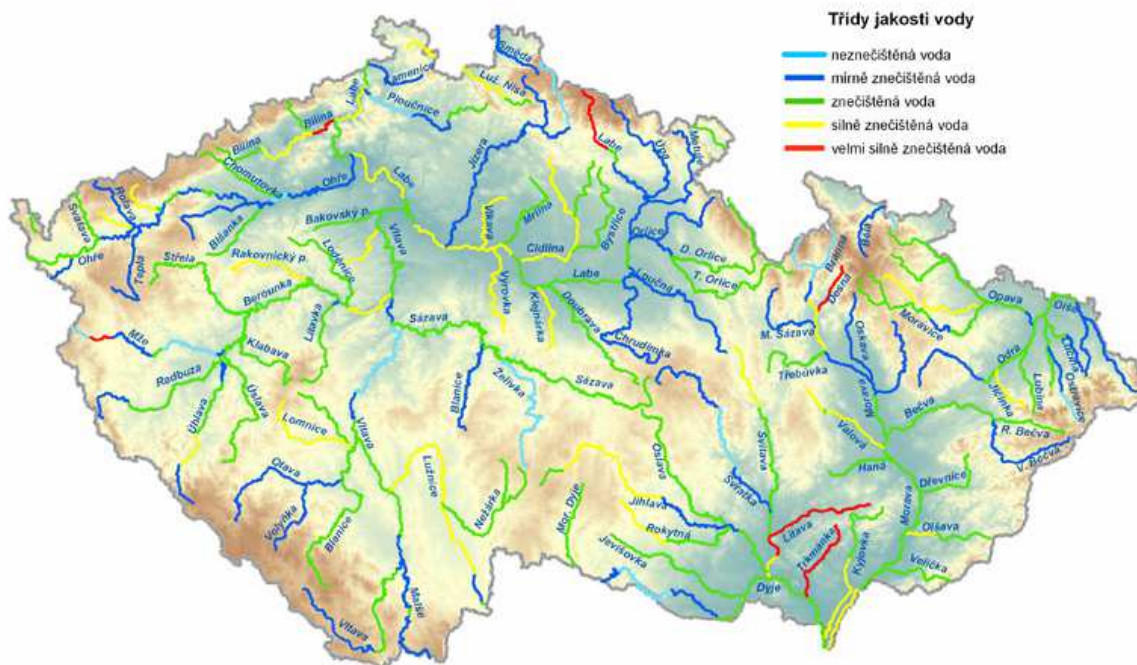 Třídy jakosti vody
neznečištěná voda
mírně znečištěná voda
znečištěná voda
silně znečištěná voda
velmi silně znečištěná voda
Smědá
Kamenice
Luž. Nisa
Labe
Ploučnice
Bílina
Bílina
Labe
Úpa
Metuje
Chomutovka
Ohře
Labe
Jizera
Rolava
Svatava
Blšanka
Bakovský p.
Vltava
Mrlina
Bystřice
Cidlina
Orlice
Ohře
Teplá
Střela
Rakovnický p.
Loděnice
D. Orlice
T. Orlice
Labe
Loučná
Výrovka
Klejnárka
Doubrava
Chrudimka
Berounka
Litavka
Sázava
Mže
Klabava
Radbuza
Úhlava
Úslava
Blanice
Želivka
Sázava
Lomnice
Vltava
Lužnice
Otava
Volyňka
Blanice
Nežárka
Vltava
Malše
Bělá
Branná
Desná
Moravice
Opava
Olše
M. Sázava
Oskava
Třebůvka
Morava
Odra
Lučina
Ostravice
Jičínka
Lubina
Bečva
R. Bečva
V. Bečva
Valová
Haná
Dřevnice
Svitava
Svratka
Oslava
Jihlava
Rokytná
Mor. Dyje
Jevišovka
Litava
Trkmanka
Kyjovka
Morava
Olšava
Velička
Dyje